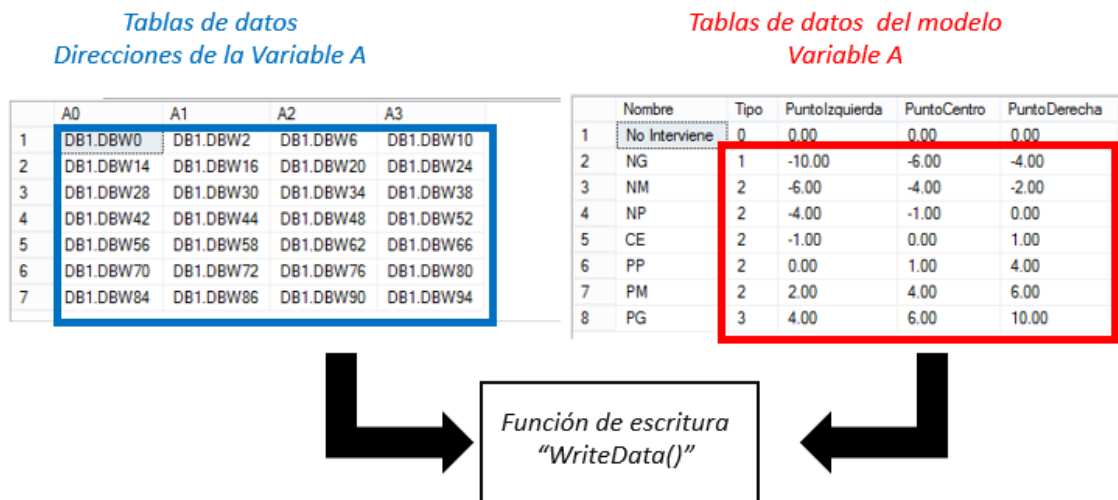 Tablas de datos
Direcciones de la Variable A
Tablas de datos del modelo
Variable A
A0 A1 A2 A3
1 DB1.DBW0 DB1.DBW2 DB1.DBW6 DB1.DBW10
2 DB1.DBW14 DB1.DBW16 DB1.DBW20 DB1.DBW24
3 DB1.DBW28 DB1.DBW30 DB1.DBW34 DB1.DBW38
4 DB1.DBW42 DB1.DBW44 DB1.DBW48 DB1.DBW52
5 DB1.DBW56 DB1.DBW58 DB1.DBW62 DB1.DBW66
6 DB1.DBW70 DB1.DBW72 DB1.DBW76 DB1.DBW80
7 DB1.DBW84 DB1.DBW86 DB1.DBW90 DB1.DBW94
Nombre Tipo PuntoIzquierda PuntoCentro PuntoDerecha
1 No Interviene 0 0.00 0.00 0.00
2 NG 1 -10.00 -6.00 -4.00
3 NM 2 -6.00 -4.00 -2.00
4 NP 2 -4.00 -1.00 0.00
5 CE 2 -1.00 0.00 1.00
6 PP 2 0.00 1.00 4.00
7 PM 2 2.00 4.00 6.00
8 PG 3 4.00 6.00 10.00
Función de escritura
“WriteData()”